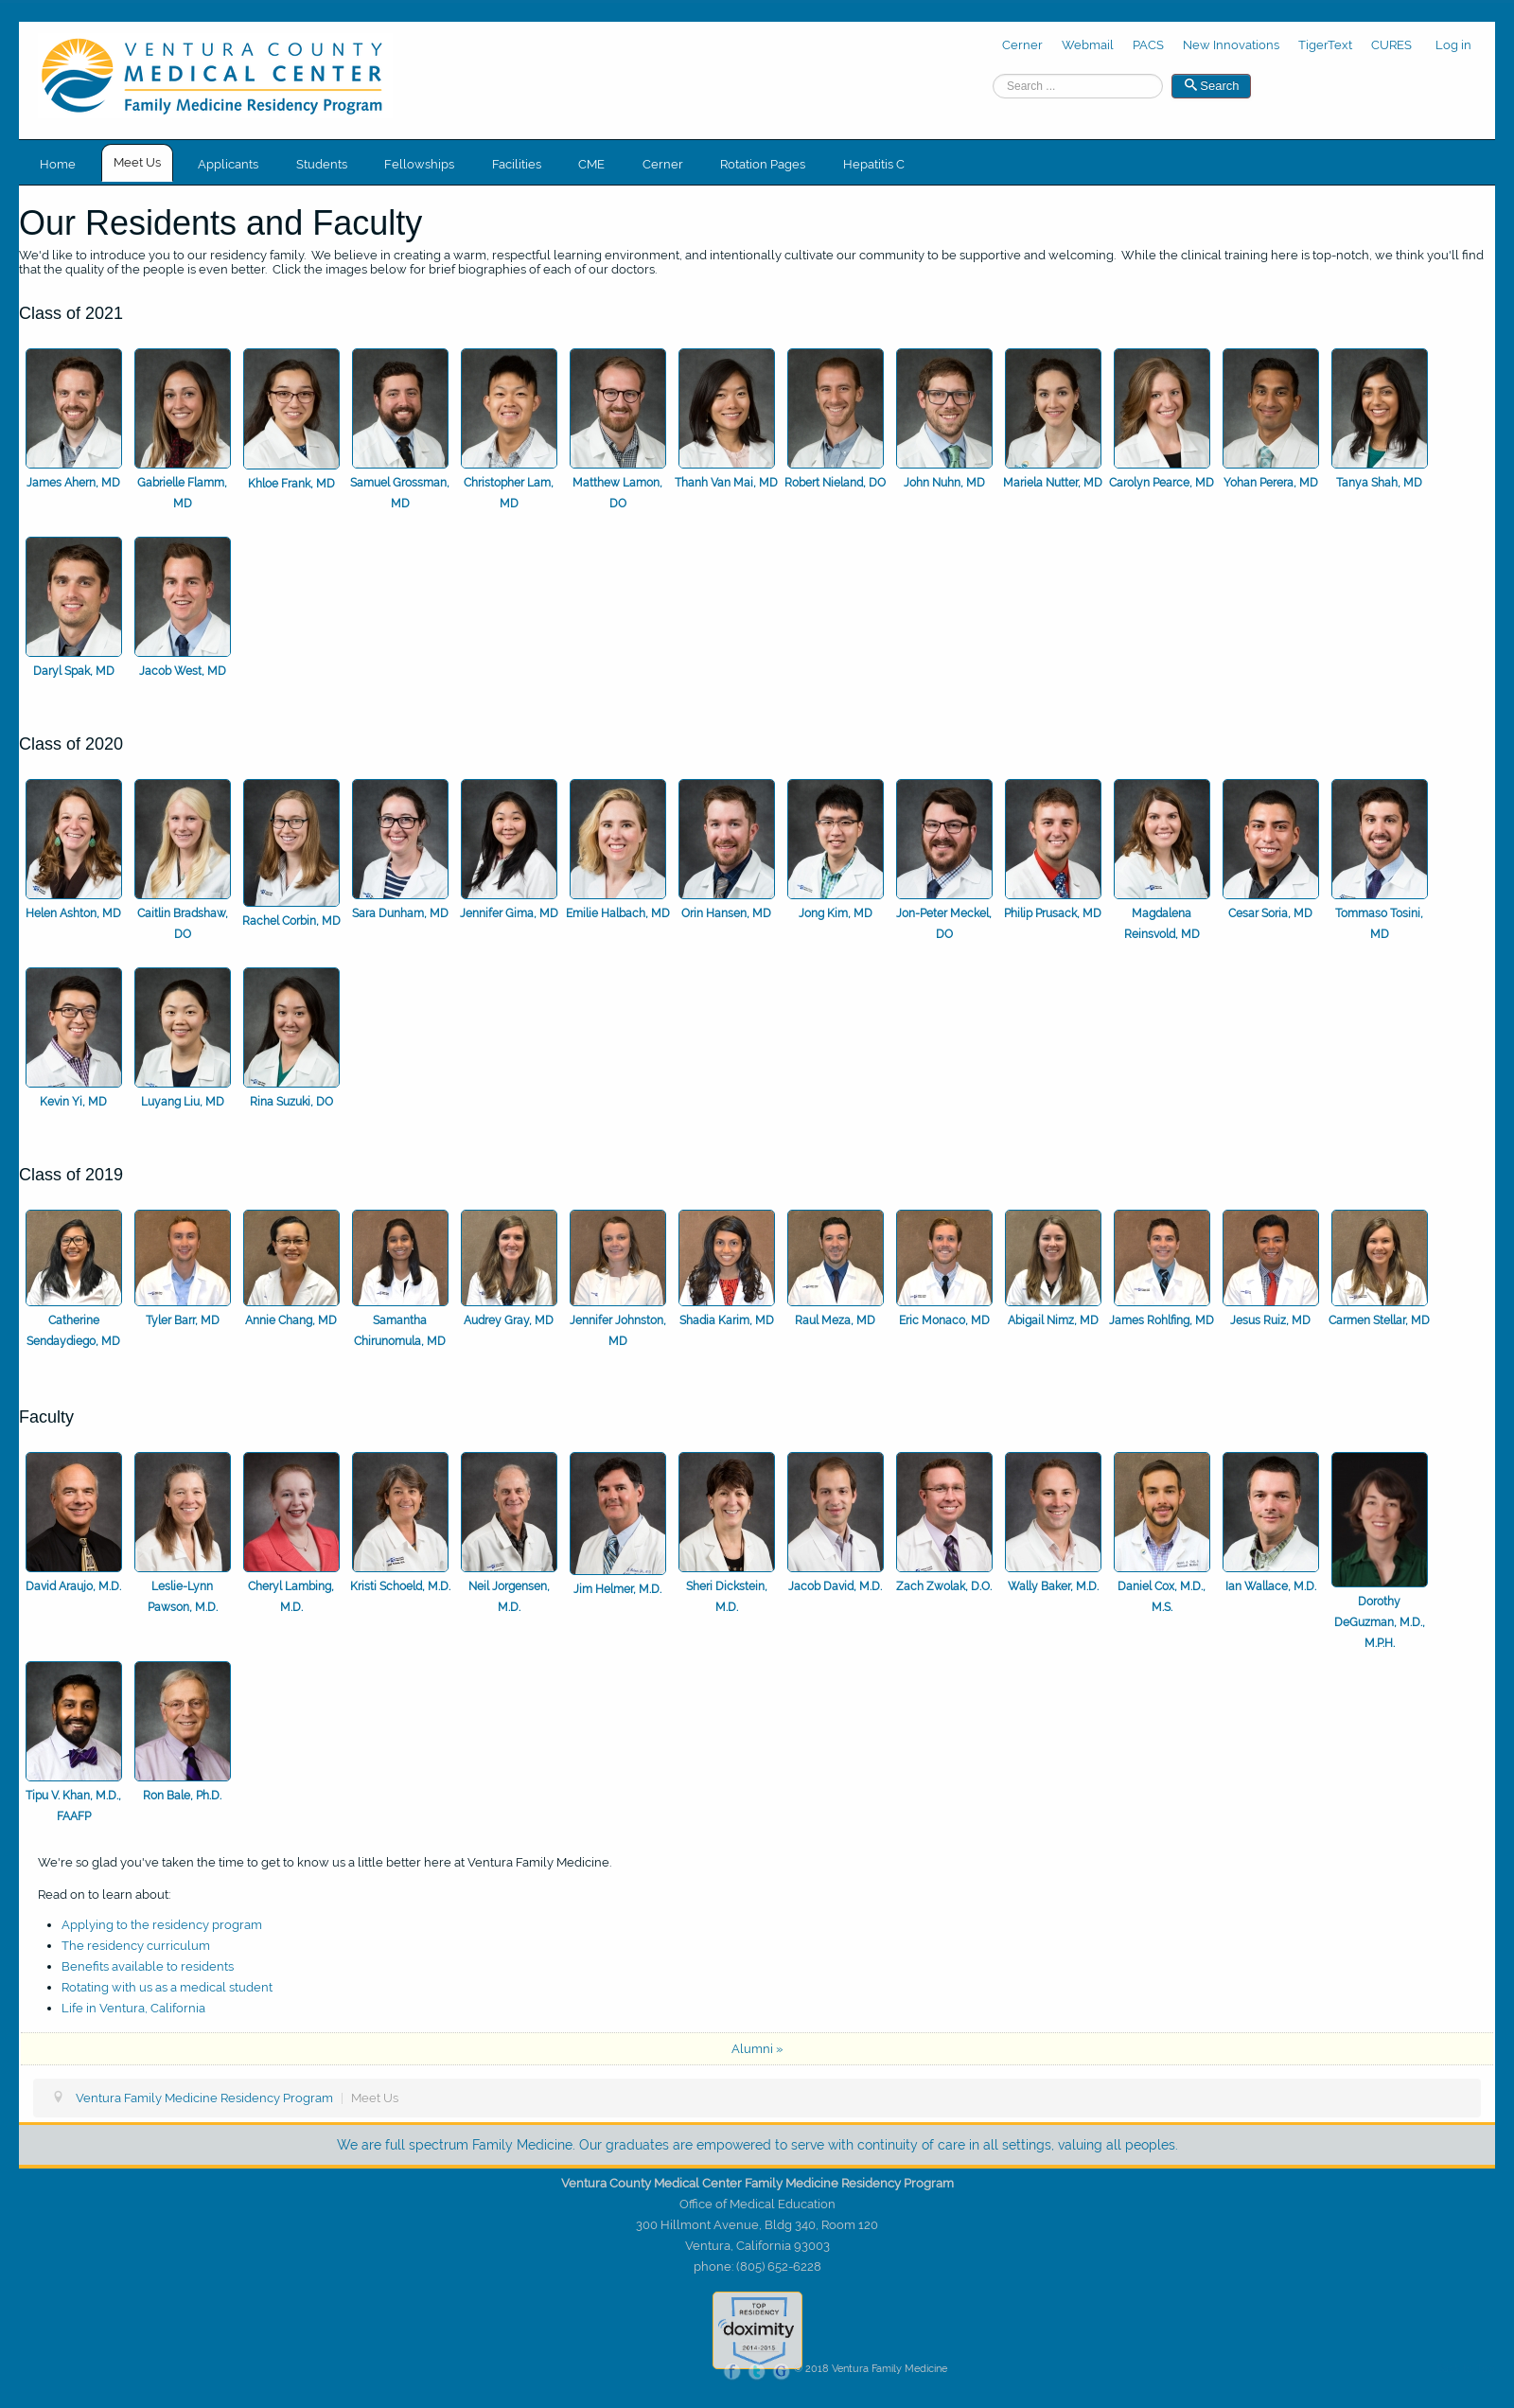 VENTURA COUNTY
MEDICAL CENTER
Family Medicine Residency Program
Cerner Webmail PACS New Innovations TigerText CURES Log in
Search ... Search
Home Meet Us Applicants Students Fellowships Facilities CME Cerner Rotation Pages Hepatitis C
Our Residents and Faculty
We'd like to introduce you to our residency family. We believe in creating a warm, respectful learning environment, and intentionally cultivate our community to be supportive and welcoming. While the clinical training here is top-notch, we think you'll find
that the quality of the people is even better. Click the images below for brief biographies of each of our doctors.
Class of 2021
James Ahern, MD
Gabrielle Flamm,
MD
Khloe Frank, MD
Samuel Grossman,
MD
Christopher Lam,
MD
Matthew Lamon,
DO
Thanh Van Mai, MD
Robert Nieland, DO
John Nuhn, MD
Mariela Nutter, MD
Carolyn Pearce, MD
Yohan Perera, MD
Tanya Shah, MD
Daryl Spak, MD
Jacob West, MD
Class of 2020
Helen Ashton, MD
Caitlin Bradshaw,
DO
Rachel Corbin, MD
Sara Dunham, MD
Jennifer Gima, MD
Emilie Halbach, MD
Orin Hansen, MD
Jong Kim, MD
Jon-Peter Meckel,
DO
Philip Prusack, MD
Magdalena
Reinsvold, MD
Cesar Soria, MD
Tommaso Tosini,
MD
Kevin Yi, MD
Luyang Liu, MD
Rina Suzuki, DO
Class of 2019
Catherine
Sendaydiego, MD
Tyler Barr, MD
Annie Chang, MD
Samantha
Chirunomula, MD
Audrey Gray, MD
Jennifer Johnston,
MD
Shadia Karim, MD
Raul Meza, MD
Eric Monaco, MD
Abigail Nimz, MD
James Rohlfing, MD
Jesus Ruiz, MD
Carmen Stellar, MD
Faculty
David Araujo, M.D.
Leslie-Lynn
Pawson, M.D.
Cheryl Lambing,
M.D.
Kristi Schoeld, M.D.
Neil Jorgensen,
M.D.
Jim Helmer, M.D.
Sheri Dickstein,
M.D.
Jacob David, M.D.
Zach Zwolak, D.O.
Wally Baker, M.D.
Daniel Cox, M.D.,
M.S.
Ian Wallace, M.D.
Dorothy
DeGuzman, M.D.,
M.P.H.
Tipu V. Khan, M.D.,
FAAFP
Ron Bale, Ph.D.
We're so glad you've taken the time to get to know us a little better here at Ventura Family Medicine.
Read on to learn about:
Applying to the residency program
The residency curriculum
Benefits available to residents
Rotating with us as a medical student
Life in Ventura, California
Alumni »
Ventura Family Medicine Residency Program | Meet Us
We are full spectrum Family Medicine. Our graduates are empowered to serve with continuity of care in all settings, valuing all peoples.
Ventura County Medical Center Family Medicine Residency Program
Office of Medical Education
300 Hillmont Avenue, Bldg 340, Room 120
Ventura, California 93003
phone: (805) 652-6228
TOP
RESIDENCY
doximity
2014-2015
f t G © 2018 Ventura Family Medicine